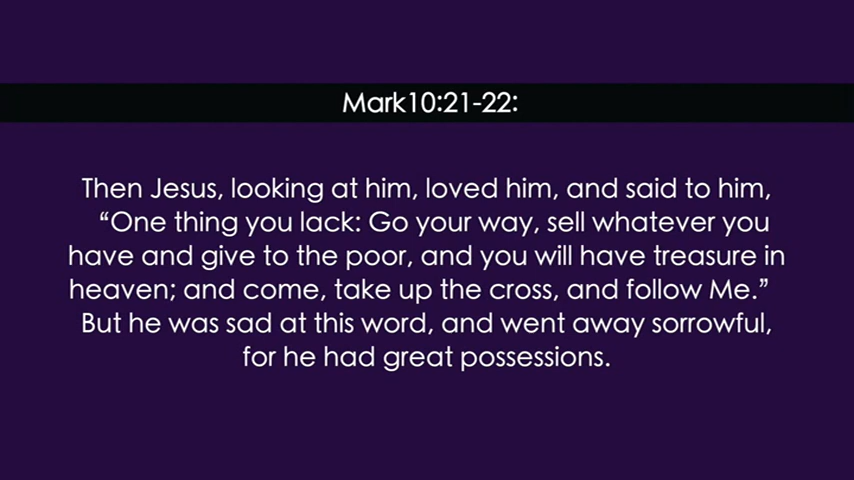 Mark10:21-22:
Then Jesus, looking at him, loved him, and said to him,
“One thing you lack: Go your way, sell whatever you
have and give to the poor, and you will have treasure in
heaven; and come, take up the cross, and follow Me.”
But he was sad at this word, and went away sorrowful,
for he had great possessions.